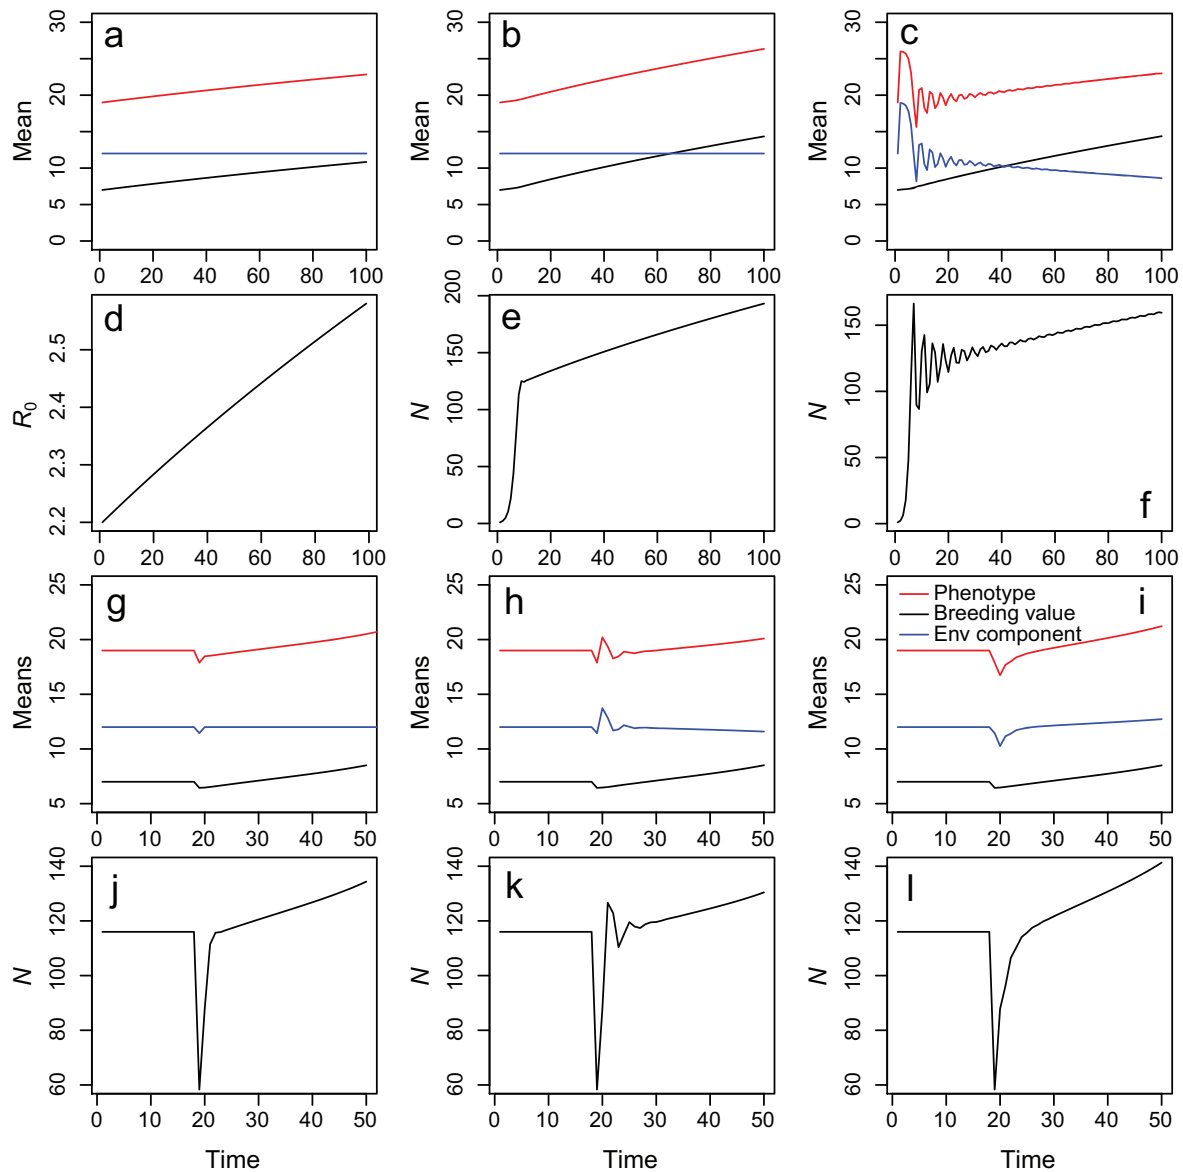 a
b
c
Mean
Mean
Mean
0 5 10 20 30
0 5 10 20 30
0 5 10 20 30
0 20 40 60 80 100
0 20 40 60 80 100
0 20 40 60 80 100
d
e
f
R0
N
N
2.2 2.3 2.4 2.5
0 50 100 150 200
0 50 100 150
0 20 40 60 80 100
0 20 40 60 80 100
0 20 40 60 80 100
g
h
i
Phenotype
Breeding value
Env component
Means
Means
Means
5 10 15 20 25
5 10 15 20 25
5 10 15 20 25
0 10 20 30 40 50
0 10 20 30 40 50
0 10 20 30 40 50
j
k
l
N
N
N
60 80 100 120 140
60 80 100 120 140
60 80 100 120 140
0 10 20 30 40 50
0 10 20 30 40 50
0 10 20 30 40 50
Time
Time
Time